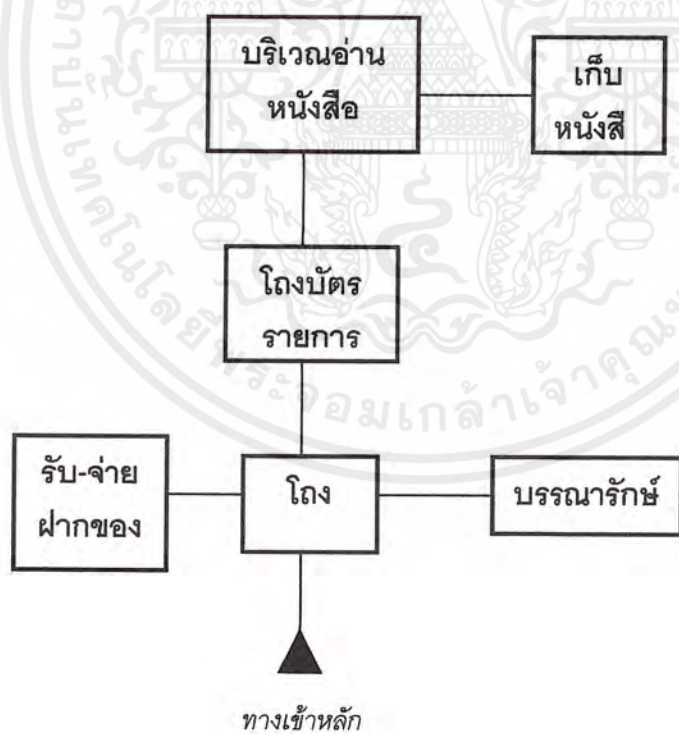 บริเวณอ่าน
หนังสือ
เก็บ
หนังสื
โถงบัตร
รายการ
รับ-จ่าย
ฝากของ
โถง
บรรณารักษ์
ทางเข้าหลัก